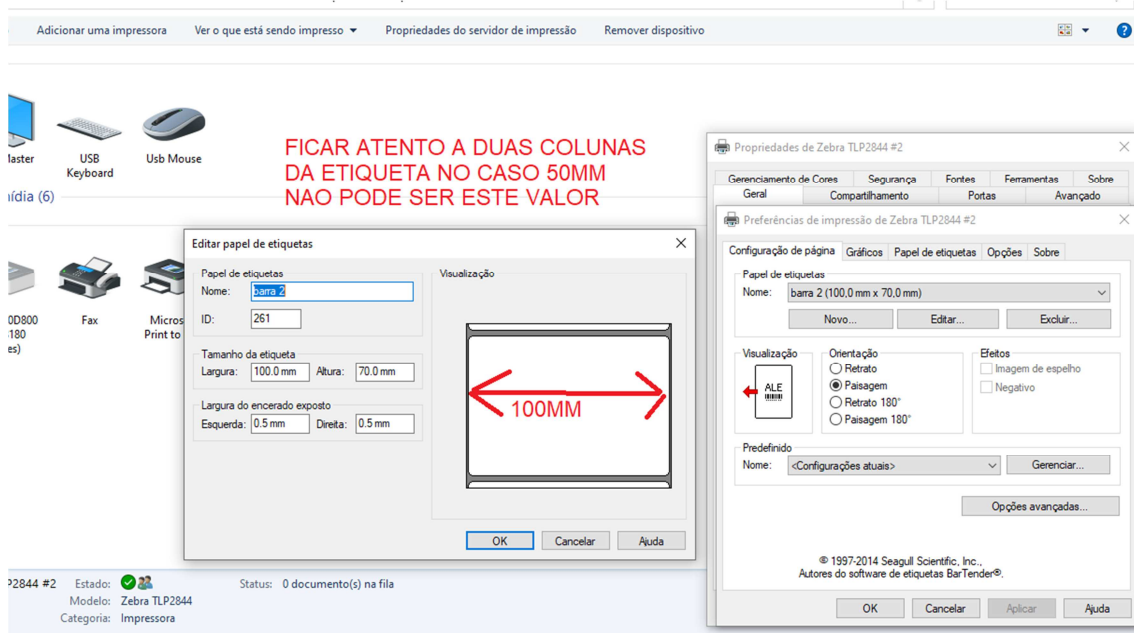 Adicionar uma impressora Ver o que está sendo impresso Propriedades do servidor de impressão Remover dispositivo
USB
Keyboard
Usb Mouse
FICAR ATENTO A DUAS COLUNAS
DA ETIQUETA NO CASO 50MM
NAO PODE SER ESTE VALOR
Fax
Print to
Editar papel de etiquetas
Papel de etiquetas
Nome: barra 2
ID: 261
Tamanho da etiqueta
Largura: 100.0 mm Altura: 70.0 mm
Largura do encerado exposto
Esquerda: 0.5 mm Direita: 0.5 mm
Visualização
100MM
OK Cancelar Ajuda
Propriedades de Zebra TLP2844 #2
Gerenciamento de Cores Segurança Fontes Ferramentas Sobre
Geral Compartilhamento Portas Avançado
Preferências de impressão de Zebra TLP2844 #2
Configuração de página Gráficos Papel de etiquetas Opções Sobre
Papel de etiquetas
Nome: barra 2 (100,0 mm x 70,0 mm)
Novo... Editar... Excluir...
Visualização
ALE
Orientação
Retrato
Paisagem
Retrato 180°
Paisagem 180°
Efeitos
Imagem de espelho
Negativo
Predefinido
Nome: <Configurações atuais> Gerenciar...
Opções avançadas...
© 1997-2014 Seagull Scientific, Inc.,
Autores do software de etiquetas BarTender®.
OK Cancelar Aplicar Ajuda
#2 Estado: Status: 0 documento(s) na fila
Modelo: Zebra TLP2844
Categoria: Impressora